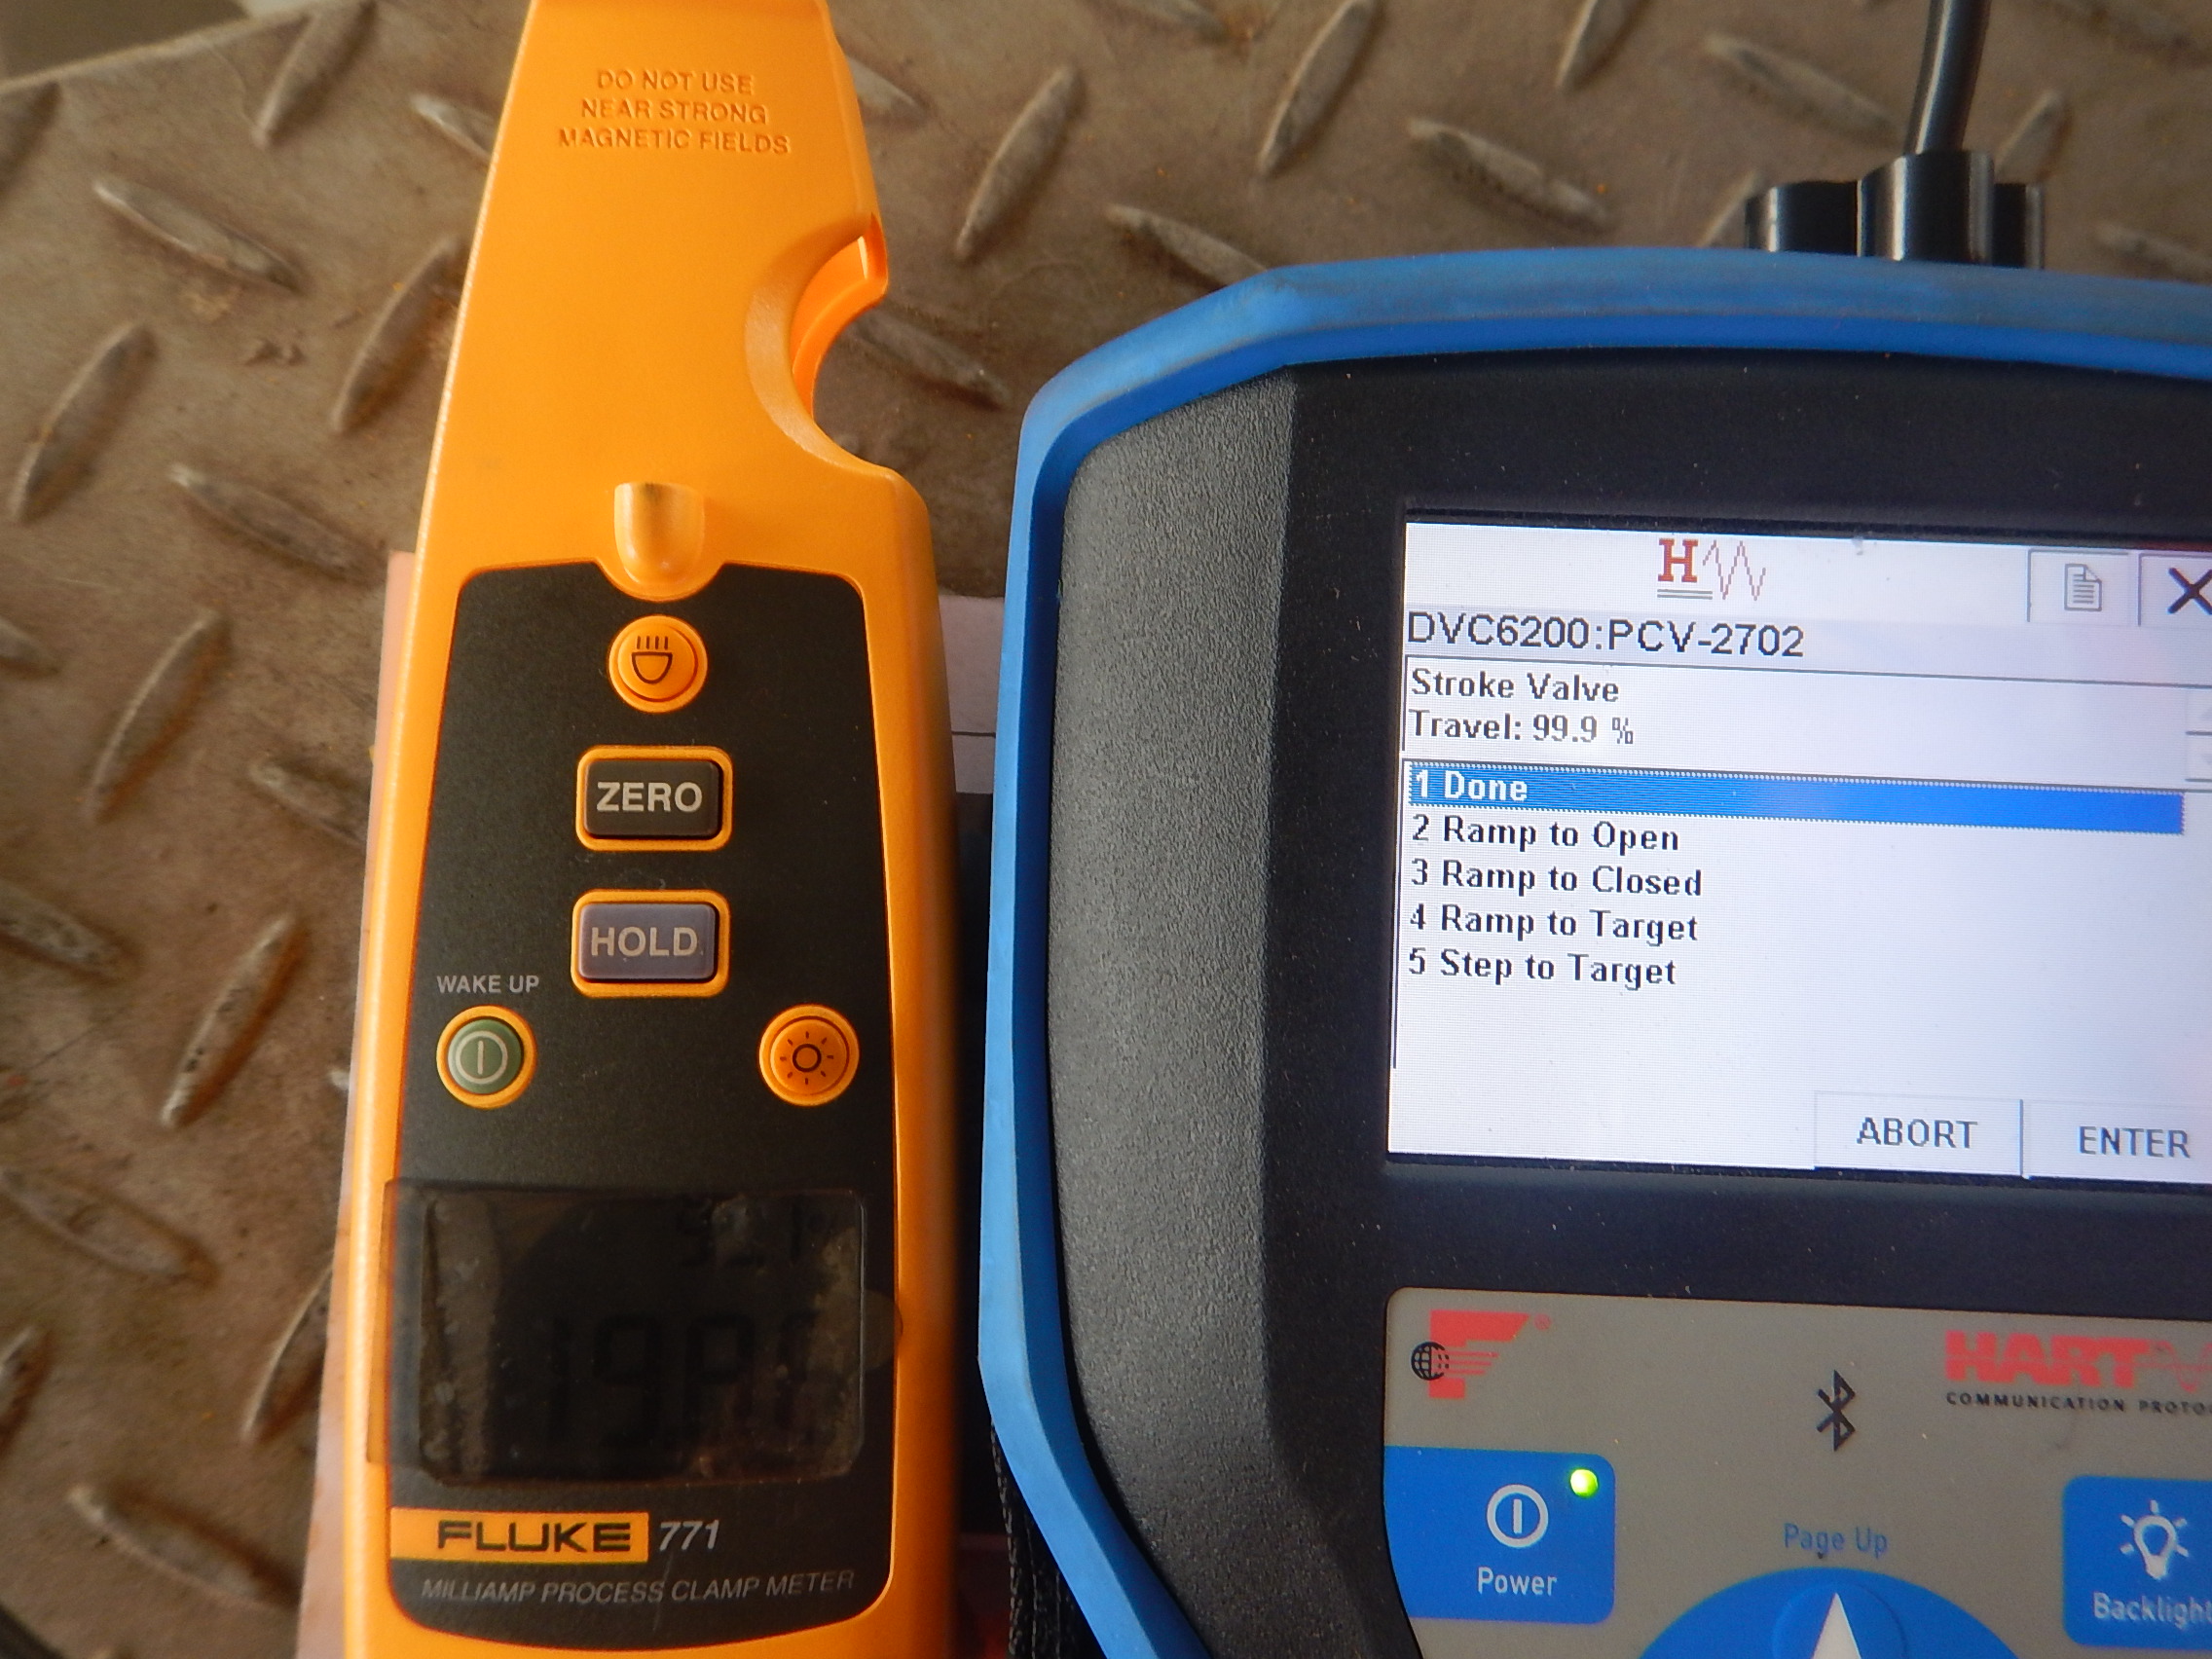 DO NOT USE
NEAR STRONG
MAGNETIC FIELDS
ZERO
HOLD
WAKE UP
FLUKE 771
MILLIAMP PROCESS CLAMP METER
H
DVC6200:PCV-2702
Stroke Valve
Travel: 99.9 %
1 Done
2 Ramp to Open
3 Ramp to Closed
4 Ramp to Target
5 Step to Target
ABORT
ENTER
HART
COMMUNICATION
Power
Page Up